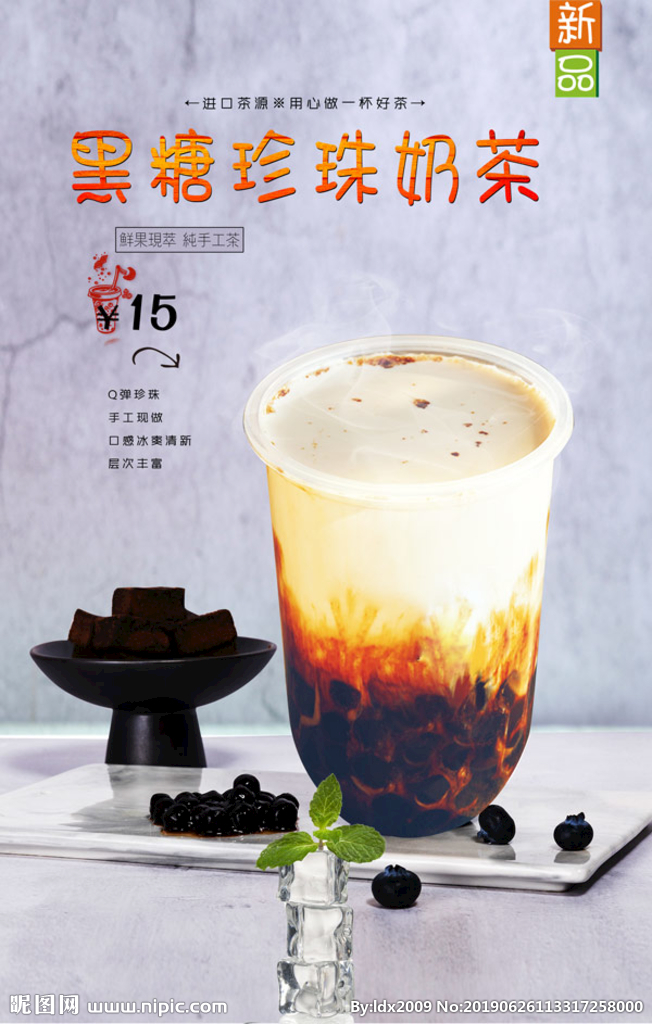 新
品
←进口茶源※用心做一杯好茶→
黑糖珍珠奶茶
鲜果現萃 純手工茶
¥15
Q弹珍珠
手工现做
口感冰爽清新
层次丰富
昵图网 www.nipic.com
By:ldx2009 No:20190626113317258000